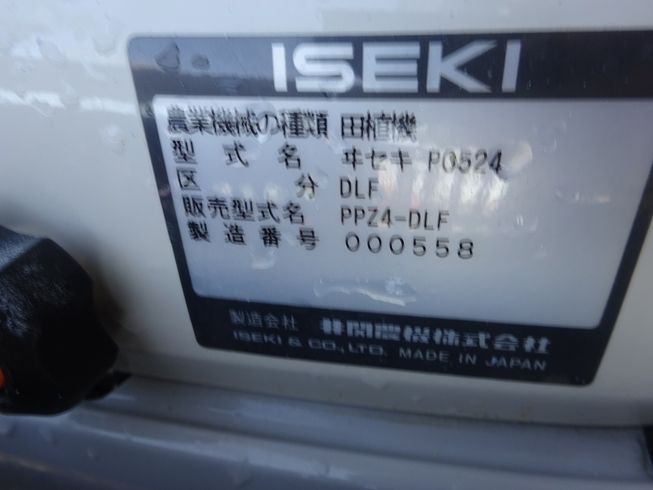 ISEKI
農業機械の種類 田植機
型式名 ヰセキ P0524
区分 DLF
販売型式名 PPZ4-DLF
製造番号 000558
製造会社 井関農機株式会社
ISEKI & CO.,LTD. MADE IN JAPAN